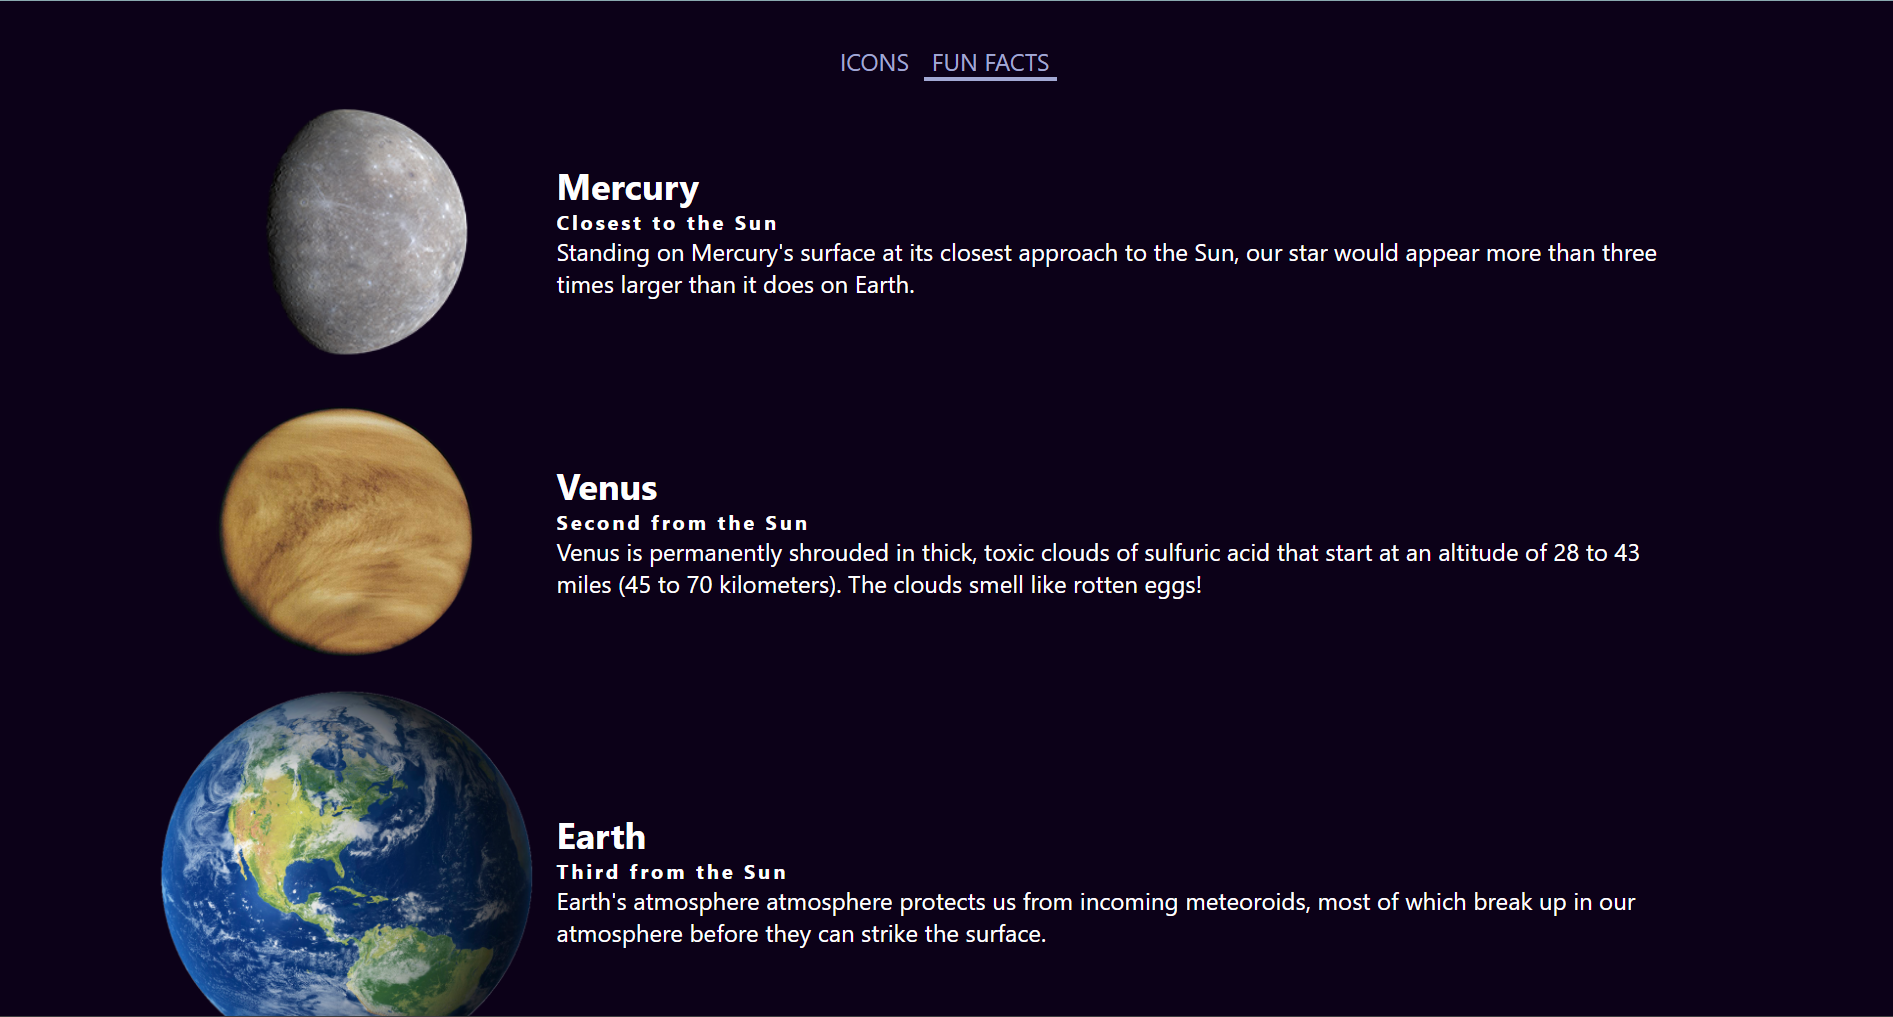 ICONS FUN FACTS
Mercury
Closest to the Sun
Standing on Mercury's surface at its closest approach to the Sun, our star would appear more than three
times larger than it does on Earth.
Venus
Second from the Sun
Venus is permanently shrouded in thick, toxic clouds of sulfuric acid that start at an altitude of 28 to 43
miles (45 to 70 kilometers). The clouds smell like rotten eggs!
Earth
Third from the Sun
Earth's atmosphere atmosphere protects us from incoming meteoroids, most of which break up in our
atmosphere before they can strike the surface.